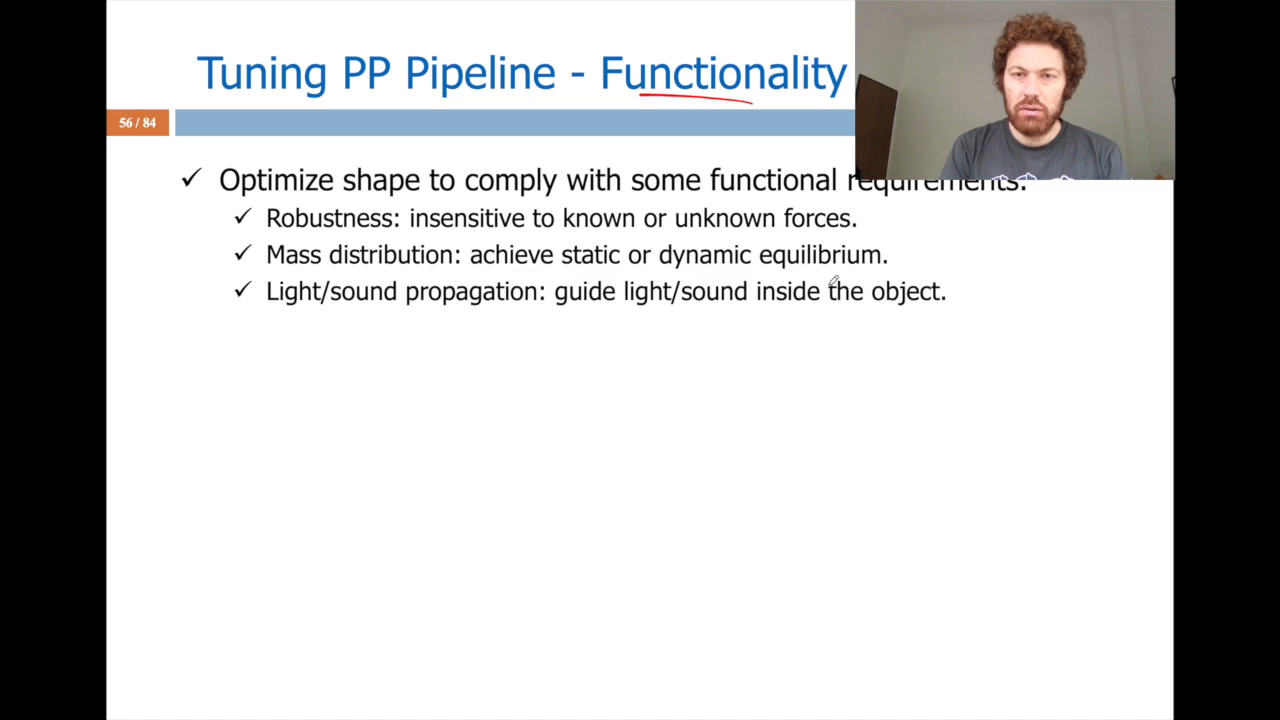 Tuning PP Pipeline - Functionality
56 / 84
✓ Optimize shape to comply with some functional requirements.
✓ Robustness: insensitive to known or unknown forces.
✓ Mass distribution: achieve static or dynamic equilibrium.
✓ Light/sound propagation: guide light/sound inside the object.